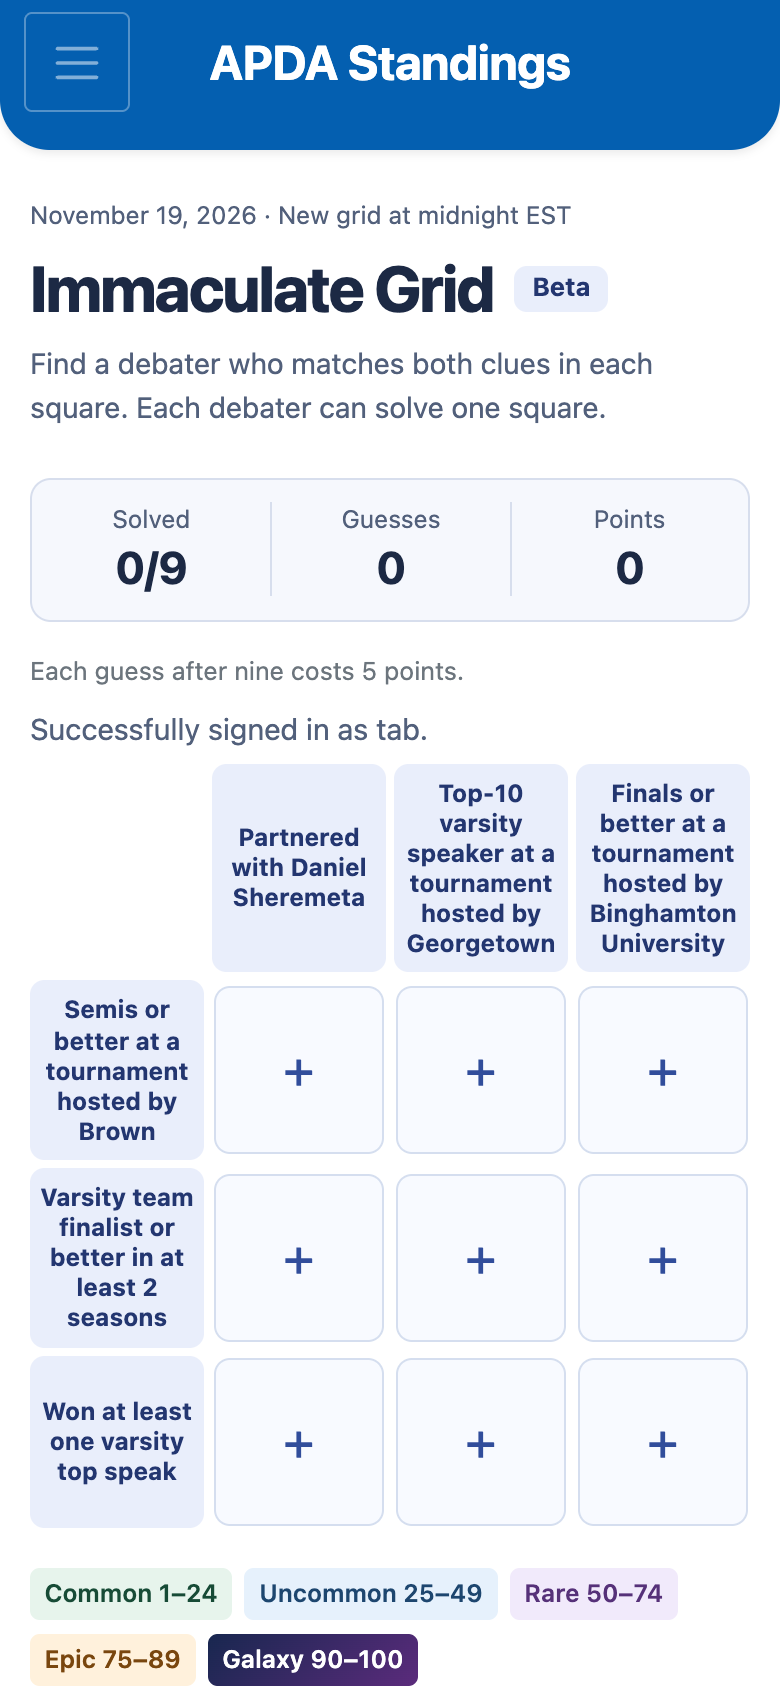 APDA Standings
November 19, 2026 · New grid at midnight EST
Immaculate Grid Beta
Find a debater who matches both clues in each
square. Each debater can solve one square.
Solved
0/9
Guesses
0
Points
0
Each guess after nine costs 5 points.
Successfully signed in as tab.
Partnered
with Daniel
Sheremeta
Top-10
varsity
speaker at a
tournament
hosted by
Georgetown
Finals or
better at a
tournament
hosted by
Binghamton
University
Semis or
better at a
tournament
hosted by
Brown
+
+
+
Varsity team
finalist or
better in at
least 2
seasons
+
+
+
Won at least
one varsity
top speak
+
+
+
Common 1–24
Uncommon 25–49
Rare 50–74
Epic 75–89
Galaxy 90–100